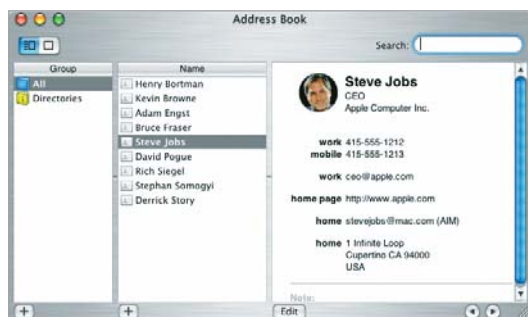 Address Book
Search:
Group
All
Directories
Name
Henry Bortman
Kevin Browne
Adam Engst
Bruce Fraser
Steve Jobs
David Pogue
Rich Siegel
Stephan Somogyi
Derrick Story
Steve Jobs
CEO
Apple Computer Inc.
work 415-555-1212
mobile 415-555-1213
work ceo@apple.com
home page http://www.apple.com
home stevejobs@mac.com (AIM)
home 1 Infinite Loop
Cupertino CA 94000
USA
Note:
Edit